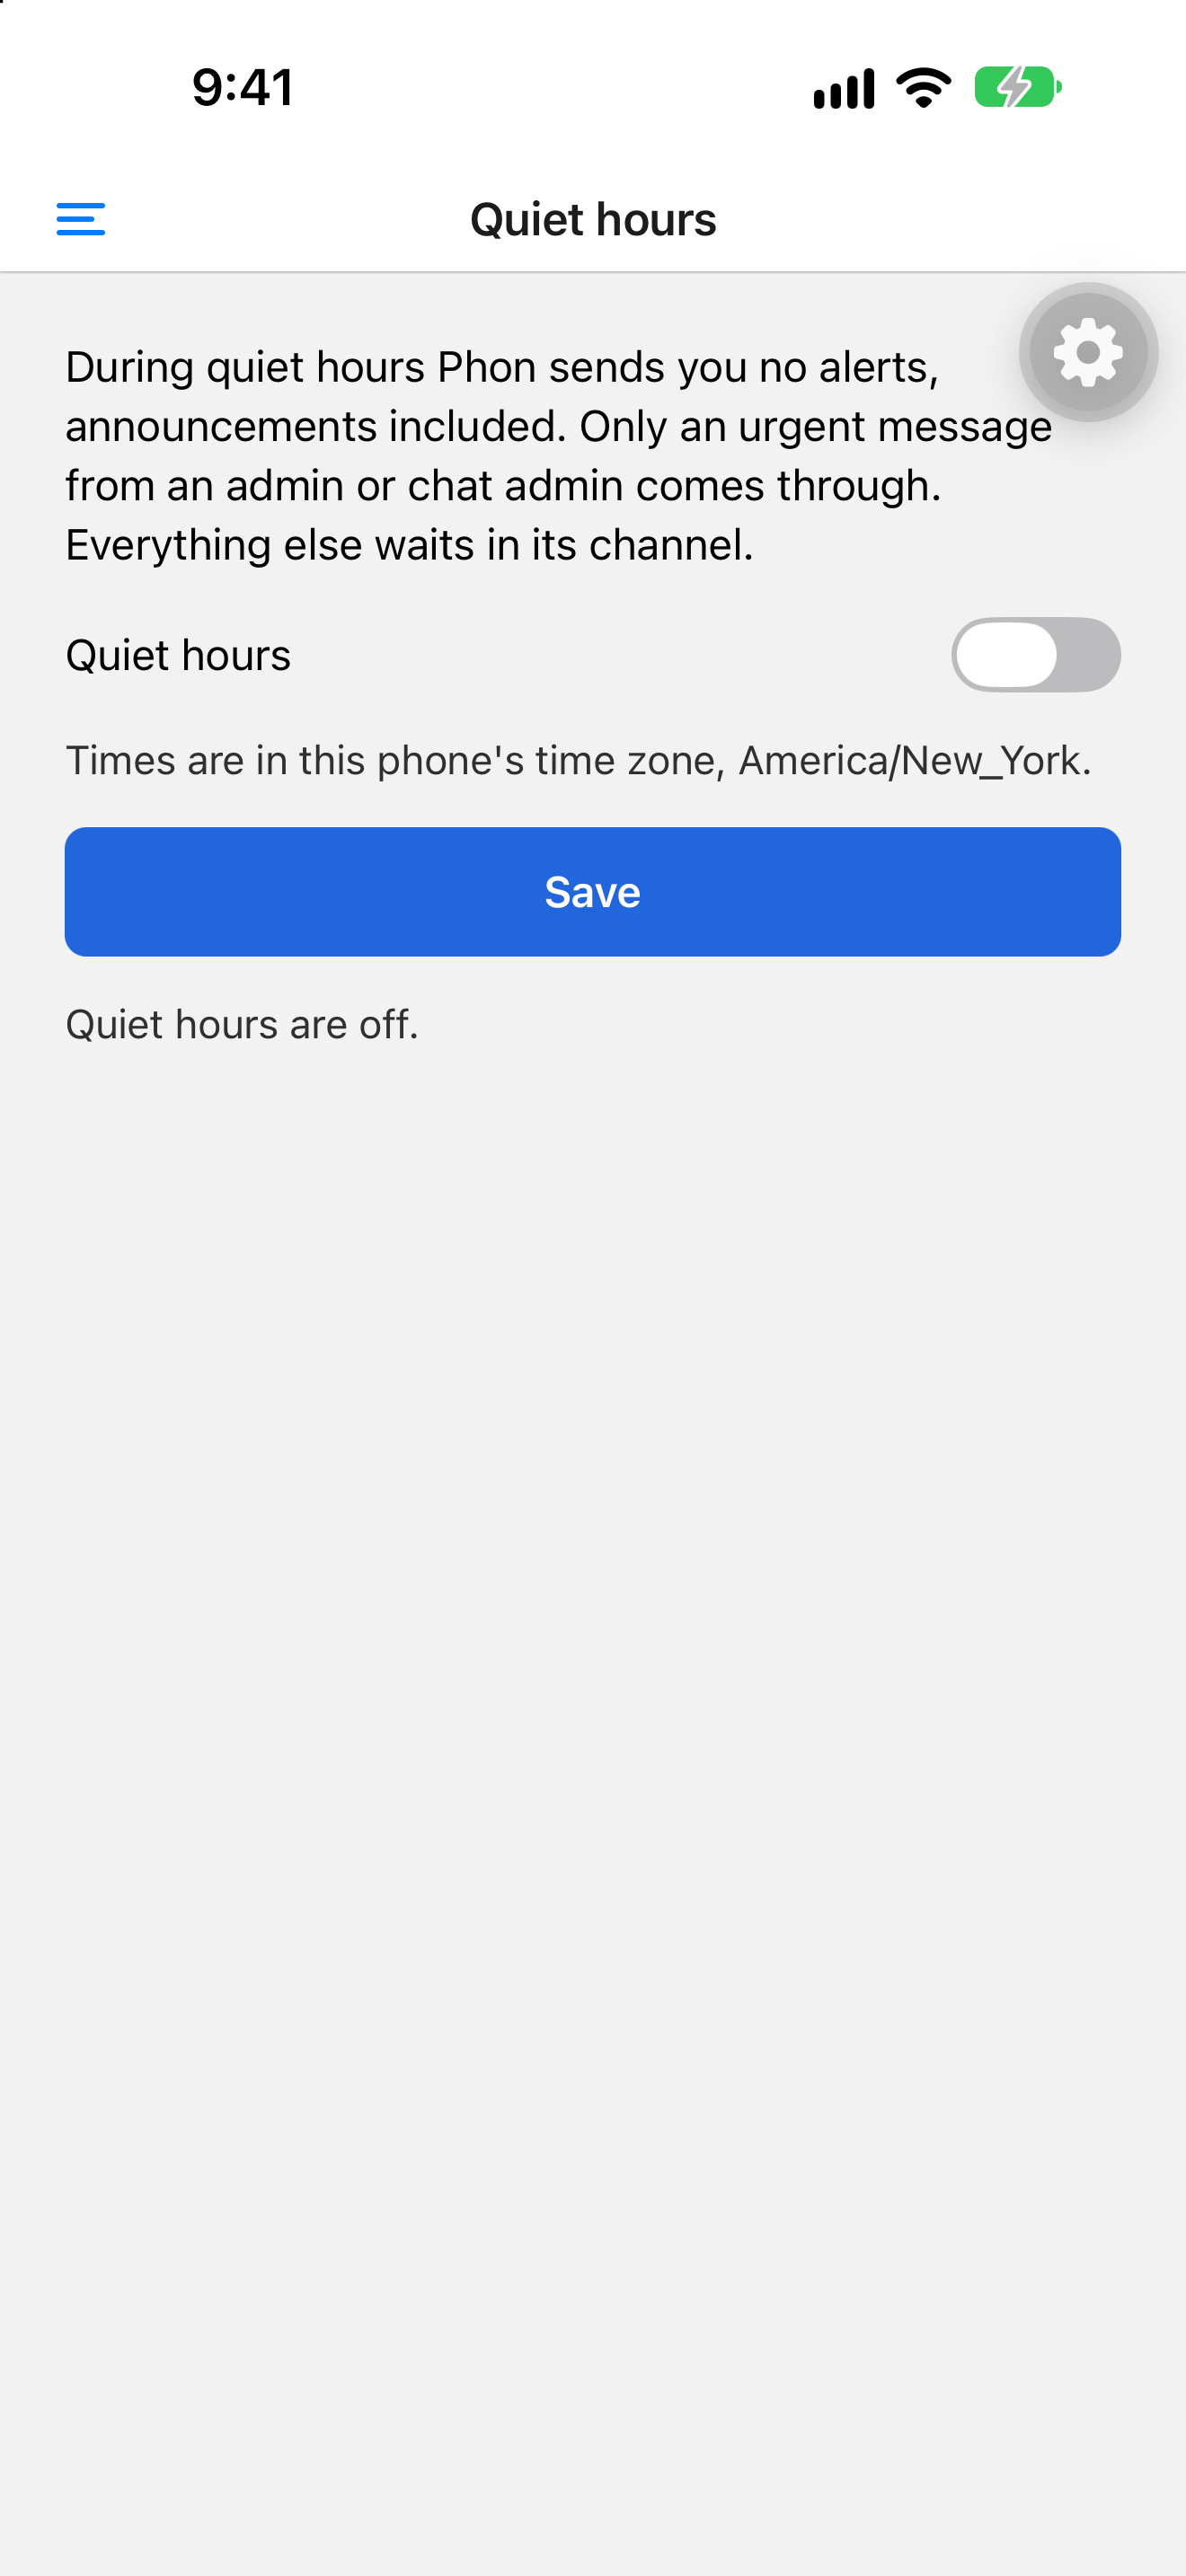 9:41
Quiet hours
During quiet hours Phon sends you no alerts,
announcements included. Only an urgent message
from an admin or chat admin comes through.
Everything else waits in its channel.
Quiet hours
Times are in this phone's time zone, America/New_York.
Save
Quiet hours are off.